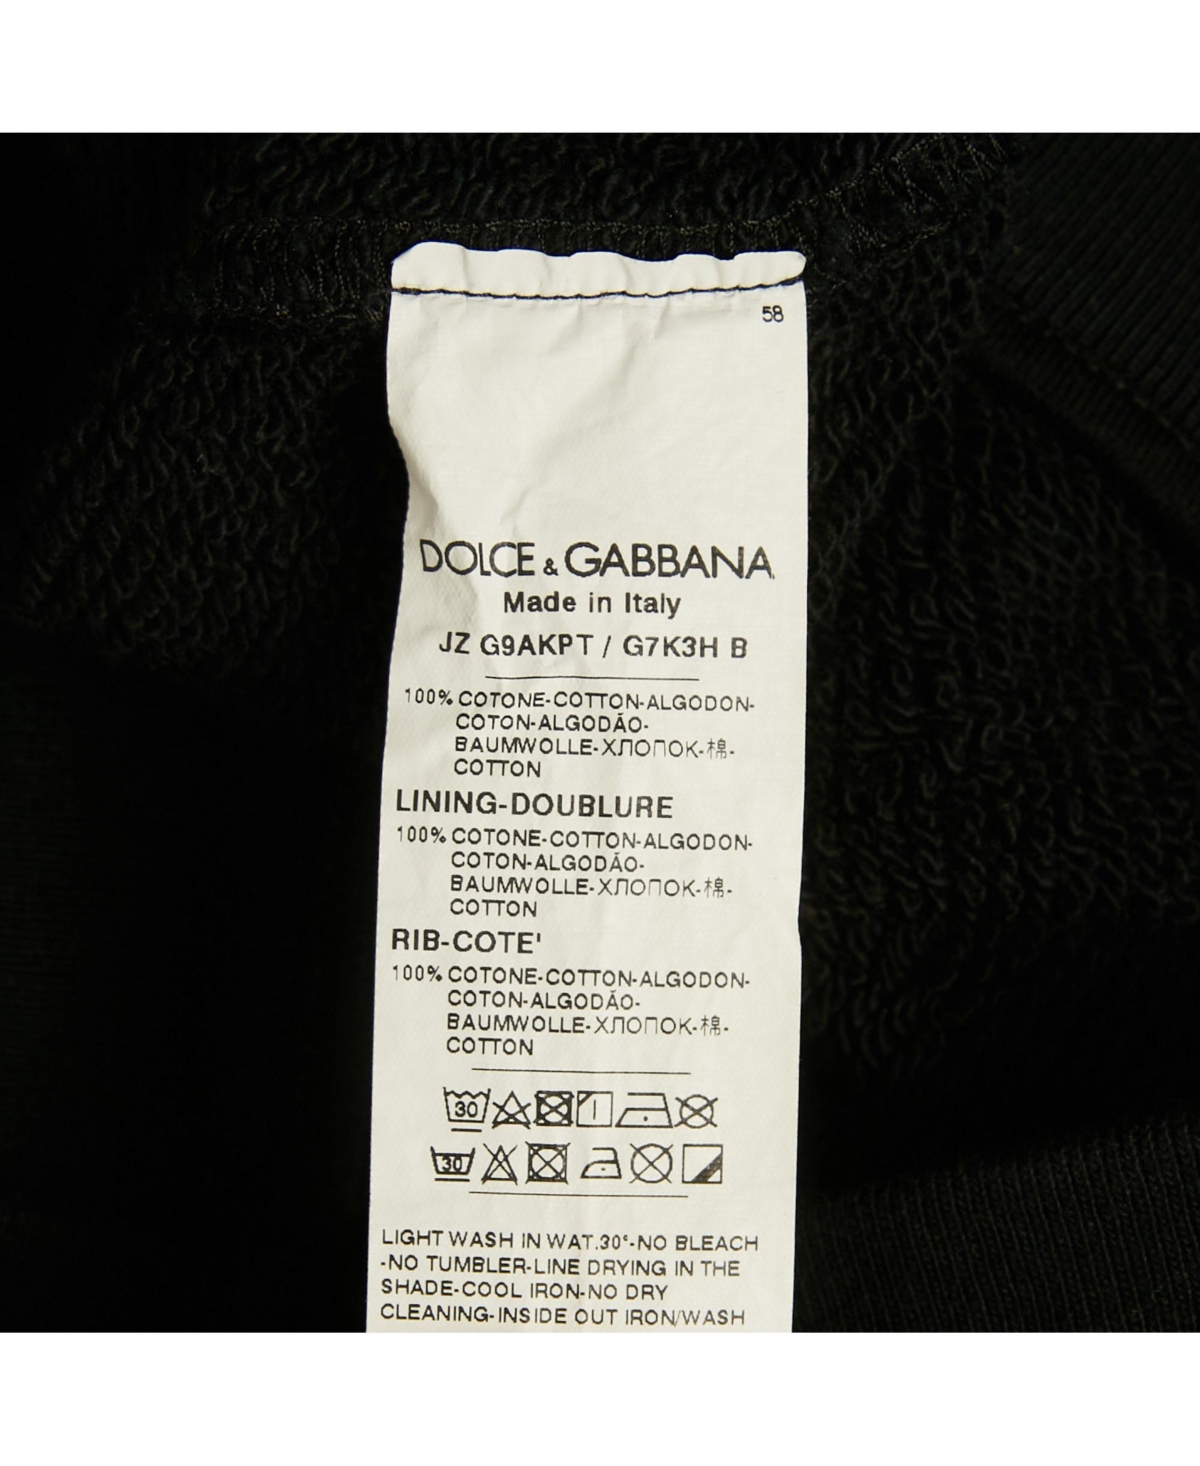 58
DOLCE & GABBANA
Made in Italy
JZ G9AKPT / G7K3H B
100% COTONE-COTTON-ALGODON-
COTON-ALGODÃO-
BAUMWOLLE-ХЛОПОК-棉-
COTTON
LINING-DOUBLURE
100% COTONE-COTTON-ALGODON-
COTON-ALGODÃO-
BAUMWOLLE-ХЛОПОК-棉-
COTTON
RIB-COTE'
100% COTONE-COTTON-ALGODON-
COTON-ALGODÃO-
BAUMWOLLE-ХЛОПОК-棉-
COTTON
30
30
LIGHT WASH IN WAT.30°-NO BLEACH
-NO TUMBLER-LINE DRYING IN THE
SHADE-COOL IRON-NO DRY
CLEANING-INSIDE OUT IRON/WASH